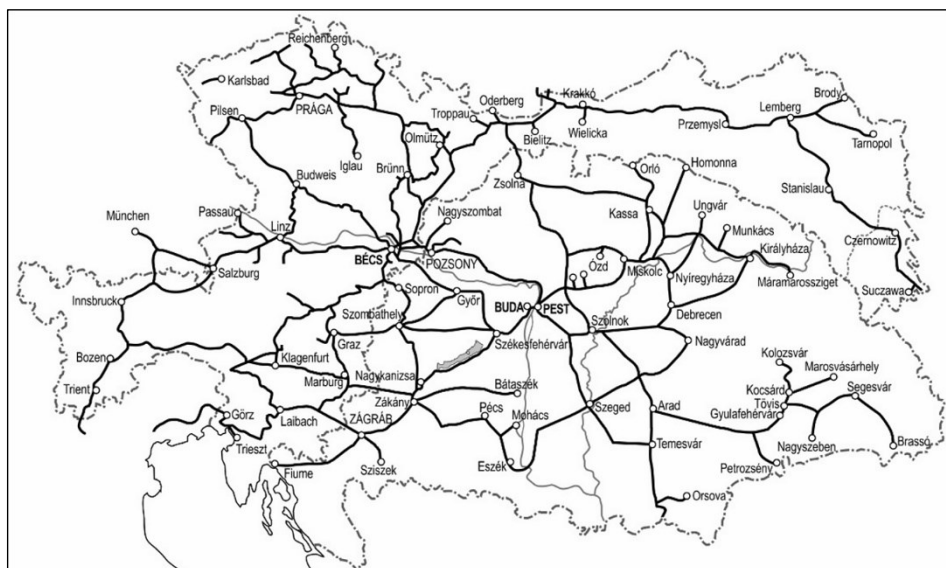 Reichenberg
Karlsbad
PRÁGA
Pilsen
Troppau
Oderberg
Krakkó
Wielicka
Bielitz
Przemysl
Lemberg
Brody
Tarnopol
Olmütz
Iglau
Brünn
Budweis
Zsolna
Orló
Homonna
Stanislau
Passau
Nagyszombat
Kassa
Ungvár
Munkács
Czernowitz
München
Linz
BÉCS
POZSONY
Ózd
Miskolc
Királyháza
Salzburg
Sopron
Győr
Nyíregyháza
Máramarossziget
Suczawa
Innsbruck
Szombathely
BUDA
PEST
Szolnok
Debrecen
Graz
Székesfehérvár
Nagyvárad
Bozen
Klagenfurt
Marburg
Nagykanizsa
Kolozsvár
Marosvásárhely
Trient
Zákány
Bátaszék
Kocsárd
Segesvár
Görz
Laibach
ZÁGRÁB
Pécs
Mohács
Szeged
Arad
Tövis
Gyulafehérvár
Trieszt
Temesvár
Nagyszeben
Brassó
Fiume
Sziszek
Eszék
Petrozsény
Orsova